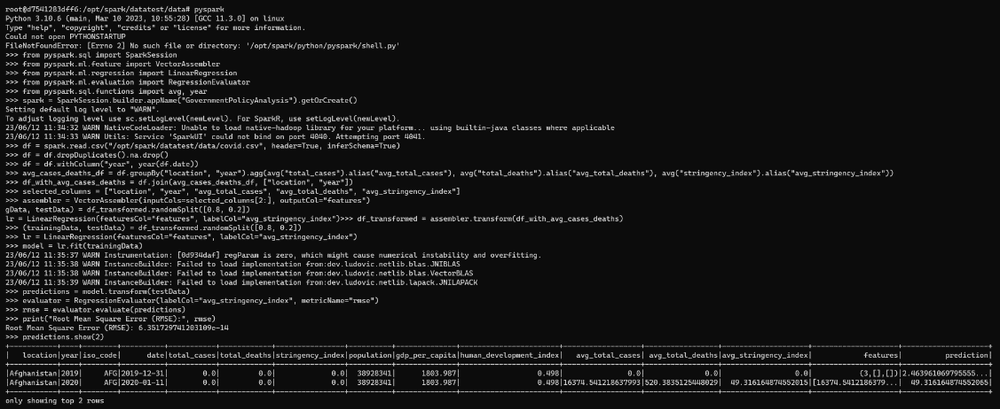 root@d7541283dff6:/opt/spark/datatest/data# pyspark
Python 3.10.6 (main, Mar 10 2023, 10:55:28) [GCC 11.3.0] on linux
Type "help", "copyright", "credits" or "license" for more information.
Could not open PYTHONSTARTUP
FileNotFoundError: [Errno 2] No such file or directory: '/opt/spark/python/pyspark/shell.py'
>>> from pyspark.sql import SparkSession
>>> from pyspark.ml.feature import VectorAssembler
>>> from pyspark.ml.regression import LinearRegression
>>> from pyspark.ml.evaluation import RegressionEvaluator
>>> from pyspark.sql.functions import avg, year
>>> spark = SparkSession.builder.appName("GovernmentPolicyAnalysis").getOrCreate()
Setting default log level to "WARN".
To adjust logging level use sc.setLogLevel(newLevel). For SparkR, use setLogLevel(newLevel).
23/06/12 11:34:32 WARN NativeCodeLoader: Unable to load native-hadoop library for your platform... using builtin-java classes where applicable
23/06/12 11:34:33 WARN Utils: Service 'SparkUI' could not bind on port 4040. Attempting port 4041.
>>> df = spark.read.csv("/opt/spark/datatest/data/covid.csv", header=True, inferSchema=True)
>>> df = df.dropDuplicates().na.drop()
>>> df = df.withColumn("year", year(df.date))
>>> avg_cases_deaths_df = df.groupBy("location", "year").agg(avg("total_cases").alias("avg_total_cases"), avg("total_deaths").alias("avg_total_deaths"), avg("stringency_index").alias("avg_stringency_index"))
>>> df_with_avg_cases_deaths = df.join(avg_cases_deaths_df, ["location", "year"])
>>> selected_columns = ["location", "year", "avg_total_cases", "avg_total_deaths", "avg_stringency_index"]
>>> assembler = VectorAssembler(inputCols=selected_columns[2:], outputCol="features")
gData, testData) = df_transformed.randomSplit([0.8, 0.2])
lr = LinearRegression(featuresCol="features", labelCol="avg_stringency_index")>>> df_transformed = assembler.transform(df_with_avg_cases_deaths)
>>> (trainingData, testData) = df_transformed.randomSplit([0.8, 0.2])
>>> lr = LinearRegression(featuresCol="features", labelCol="avg_stringency_index")
>>> model = lr.fit(trainingData)
23/06/12 11:35:37 WARN Instrumentation: [0d934daf] regParam is zero, which might cause numerical instability and overfitting.
23/06/12 11:35:38 WARN InstanceBuilder: Failed to load implementation from:dev.ludovic.netlib.blas.JNIBLAS
23/06/12 11:35:38 WARN InstanceBuilder: Failed to load implementation from:dev.ludovic.netlib.blas.VectorBLAS
23/06/12 11:35:39 WARN InstanceBuilder: Failed to load implementation from:dev.ludovic.netlib.lapack.JNILAPACK
>>> predictions = model.transform(testData)
>>> evaluator = RegressionEvaluator(labelCol="avg_stringency_index", metricName="rmse")
>>> rmse = evaluator.evaluate(predictions)
>>> print("Root Mean Square Error (RMSE):", rmse)
Root Mean Square Error (RMSE): 6.351729741203109e-14
>>> predictions.show(2)
+-----------+----+--------+----------+-----------+------------+----------------+----------+--------------+-----------------------+------------------+-----------------+--------------------+--------------------+--------------------+
| location|year|iso_code| date|total_cases|total_deaths|stringency_index|population|gdp_per_capita|human_development_index| avg_total_cases| avg_total_deaths|avg_stringency_index| features| prediction|
+-----------+----+--------+----------+-----------+------------+----------------+----------+--------------+-----------------------+------------------+-----------------+--------------------+--------------------+--------------------+
|Afghanistan|2019| AFG|2019-12-31| 0.0| 0.0| 0.0| 38928341| 1803.987| 0.498| 0.0| 0.0| 0.0| (3,[],[])|2.463961069795555...|
|Afghanistan|2020| AFG|2020-01-11| 0.0| 0.0| 0.0| 38928341| 1803.987| 0.498|16374.541218637993|520.3835125448029| 49.316164874552015|[16374.5412186379...| 49.316164874552065|
+-----------+----+--------+----------+-----------+------------+----------------+----------+--------------+-----------------------+------------------+-----------------+--------------------+--------------------+--------------------+
only showing top 2 rows